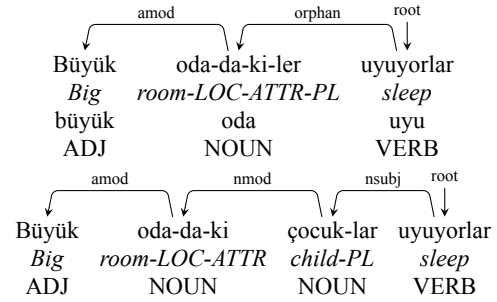 amod orphan root
Büyük oda-da-ki-ler uyuyorlar
Big room-LOC-ATTR-PL sleep
büyük oda uyu
ADJ NOUN VERB
amod nmod nsubj root
Büyük oda-da-ki çocuk-lar uyuyorlar
Big room-LOC-ATTR child-PL sleep
ADJ NOUN NOUN VERB